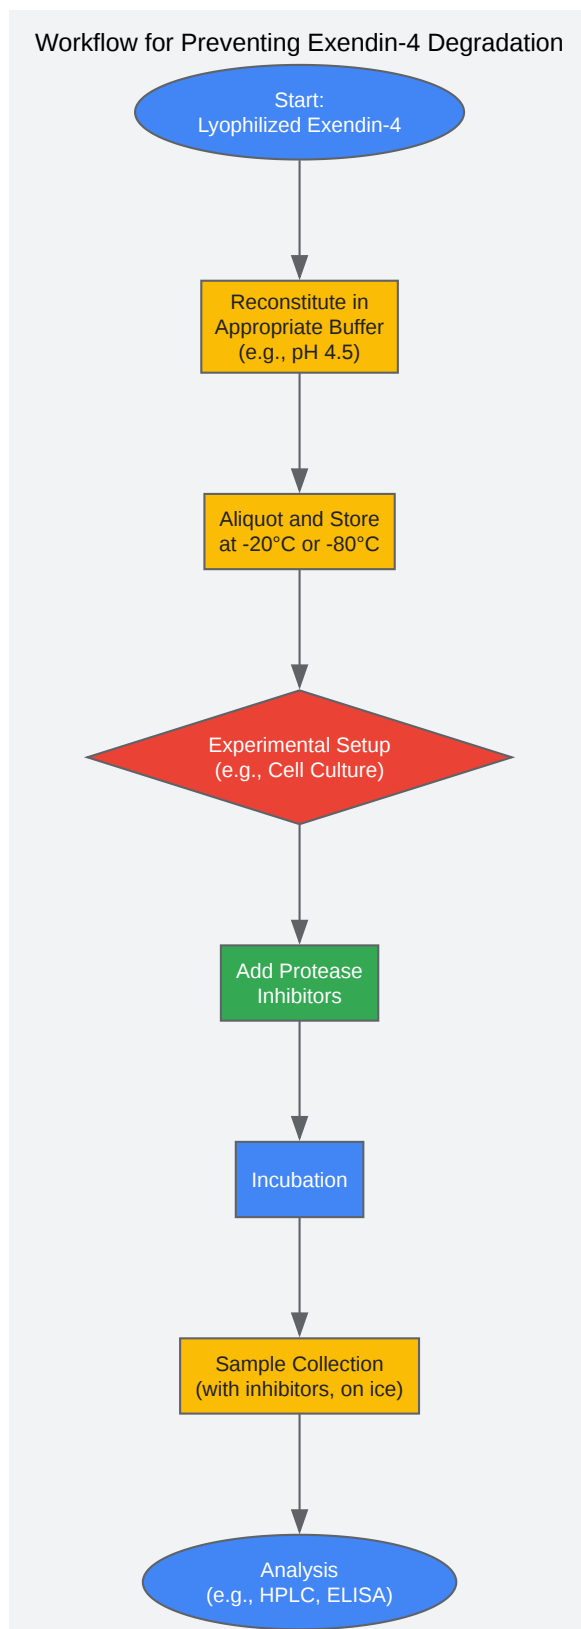 Workflow for Preventing Exendin-4 Degradation
Start:
Lyophilized Exendin-4
Reconstitute in
Appropriate Buffer
(e.g., pH 4.5)
Aliquot and Store
at -20°C or -80°C
Experimental Setup
(e.g., Cell Culture)
Add Protease
Inhibitors
Incubation
Sample Collection
(with inhibitors, on ice)
Analysis
(e.g., HPLC, ELISA)